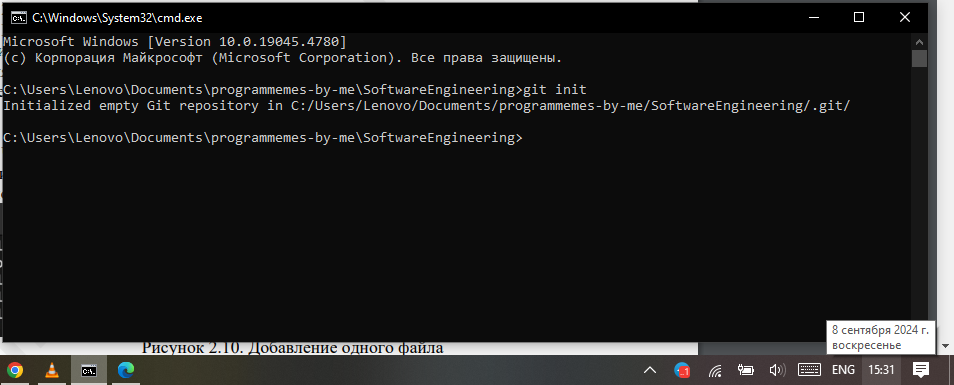 C:\Windows\System32\cmd.exe
Microsoft Windows [Version 10.0.19045.4780]
(c) Корпорация Майкрософт (Microsoft Corporation). Все права защищены.
C:\Users\Lenovo\Documents\programmemes-by-me\SoftwareEngineering>git init
Initialized empty Git repository in C:/Users/Lenovo/Documents/programmemes-by-me/SoftwareEngineering/.git/
C:\Users\Lenovo\Documents\programmemes-by-me\SoftwareEngineering>
8 сентября 2024 г.
воскресенье
Рисунок 2.10. Добавление одного файла
ENG
15:31